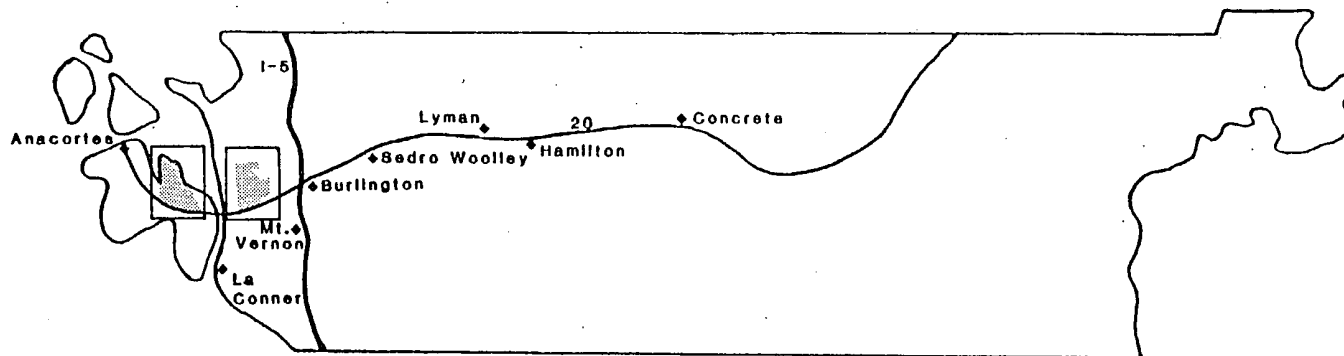 I-5
Lyman
20
Concrete
Anacortes
Sedro Woolley
Hamilton
Burlington
Mt.
Vernon
La
Conner